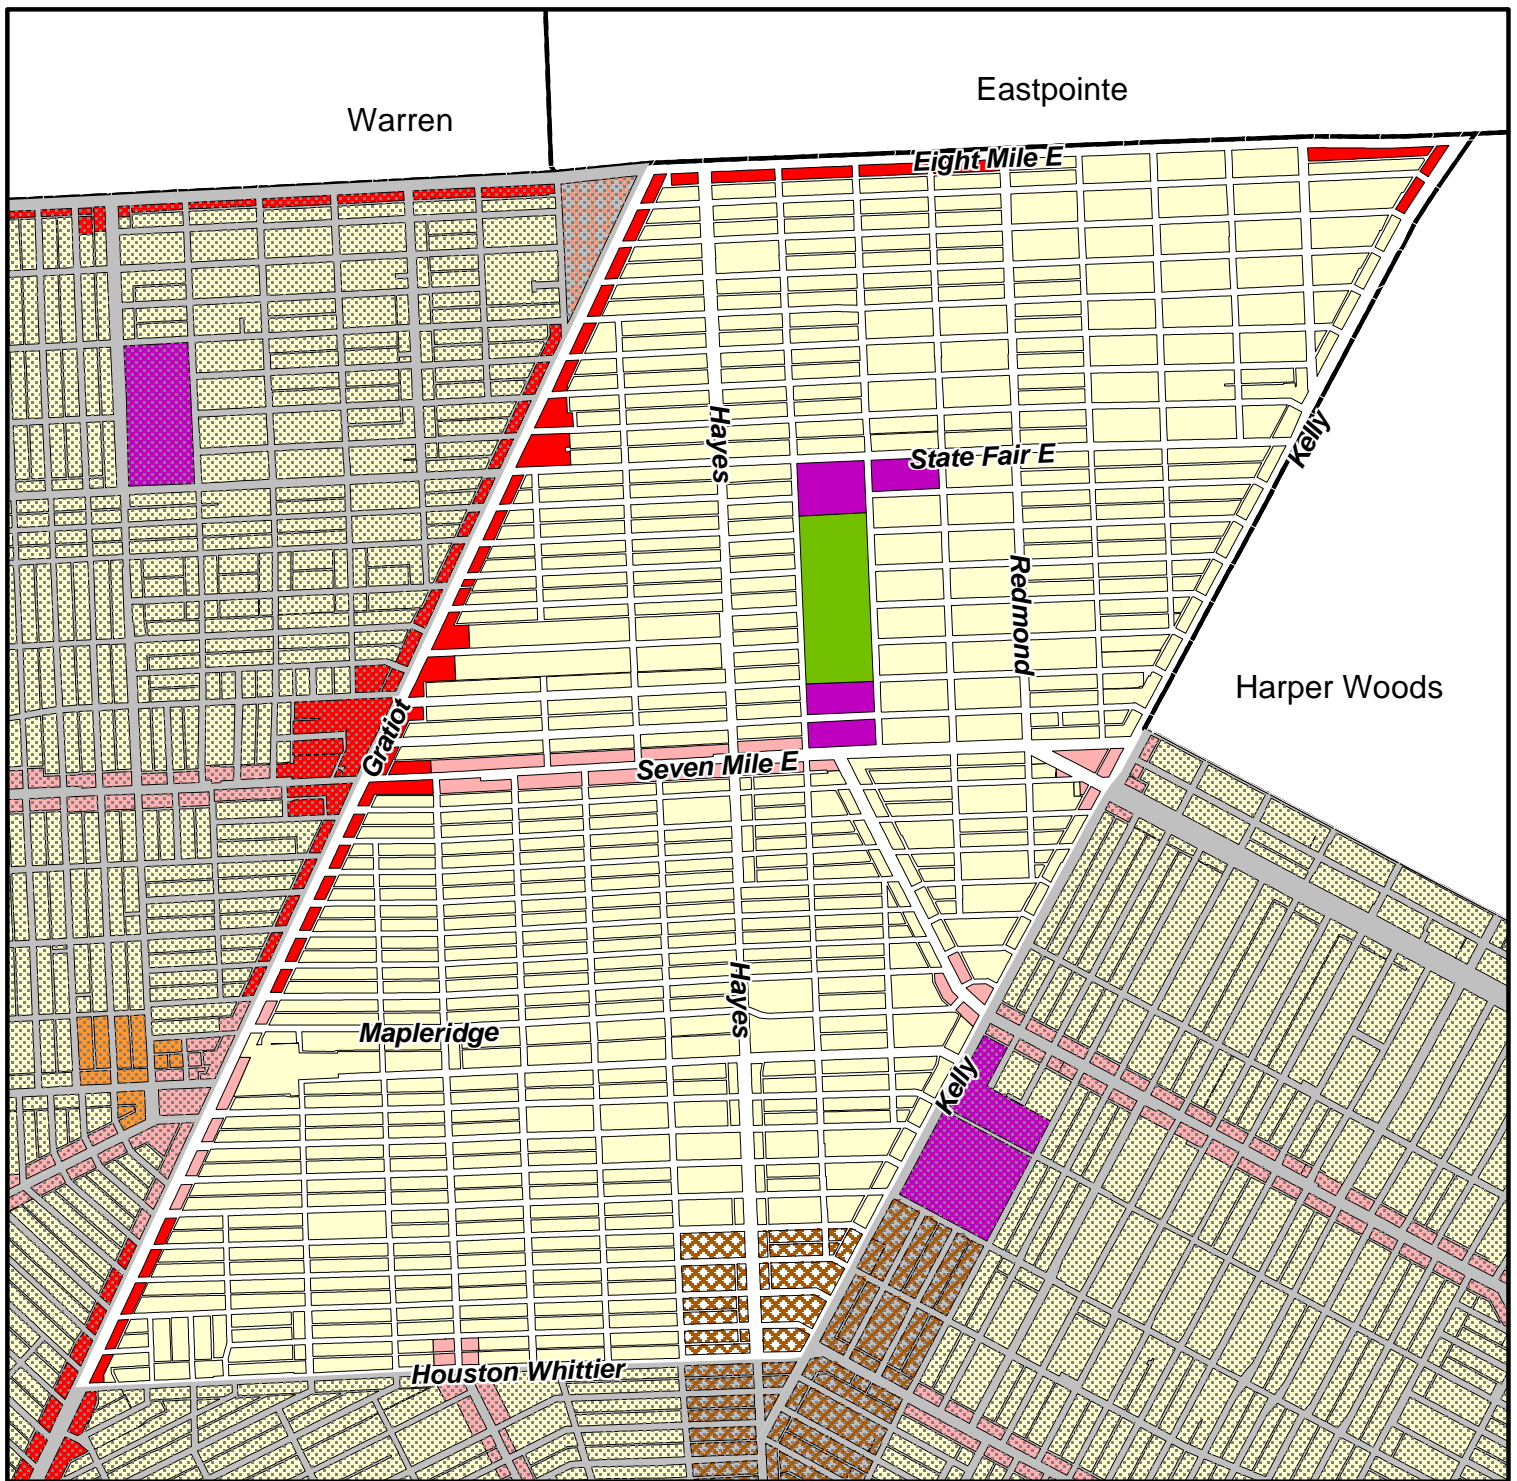 Eastpointe
Warren
Eight Mile E
Hayes
Kelly
State Fair E
Redmond
Harper Woods
Gratiot
Seven Mile E
Hayes
Mapleridge
Kelly
Houston Whittier